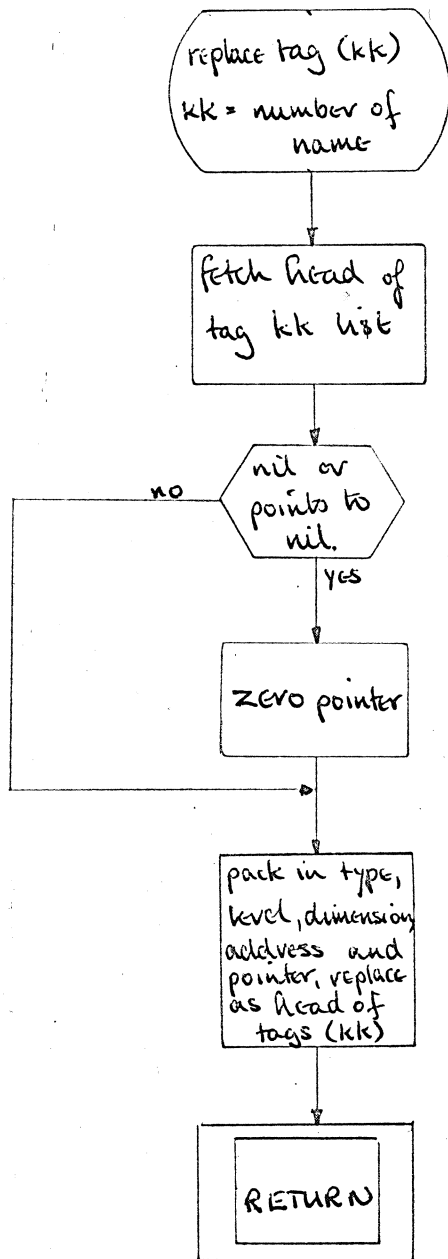 replace tag (kk)
kk = number of
name
fetch head of
tag kk list
nil or
points to
nil.
no
YES
zero pointer
pack in type,
level, dimension,
address and
pointer, replace
as head of
tags (kk)
RETURN